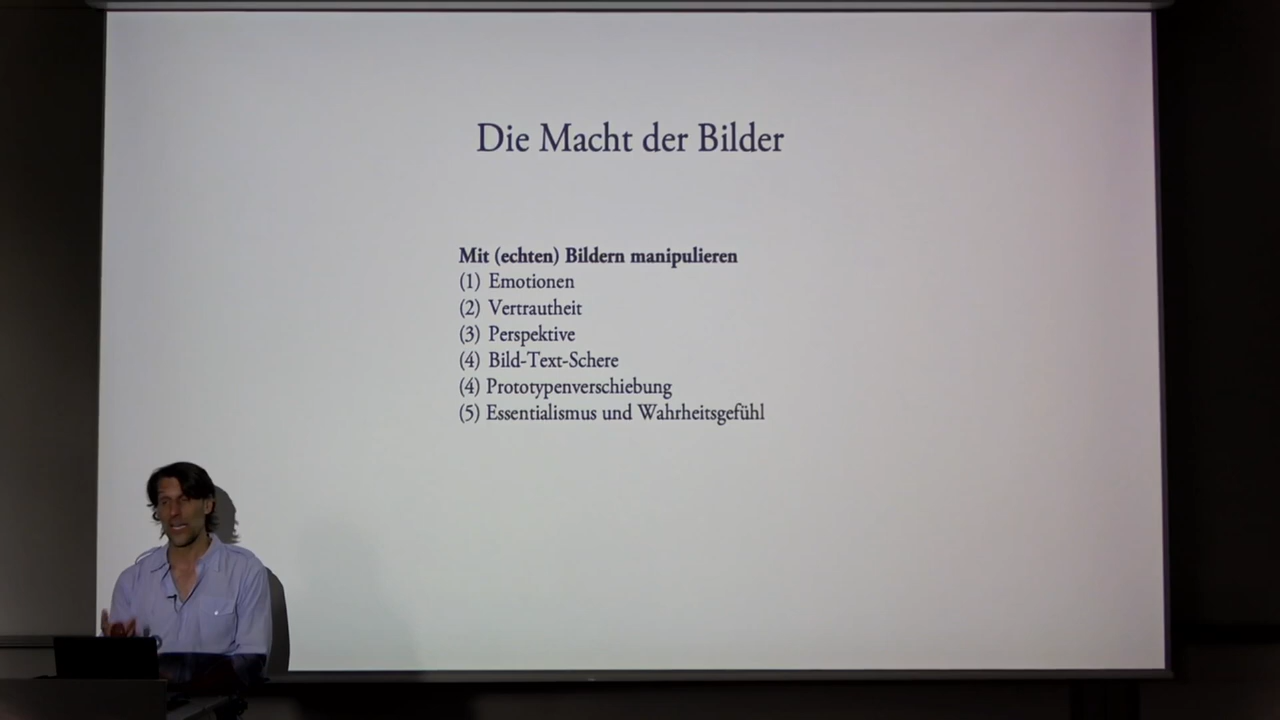 Die Macht der Bilder
Mit (echten) Bildern manipulieren
(1) Emotionen
(2) Vertrautheit
(3) Perspektive
(4) Bild-Text-Schere
(4) Prototypenverschiebung
(5) Essentialismus und Wahrheitsgefühl